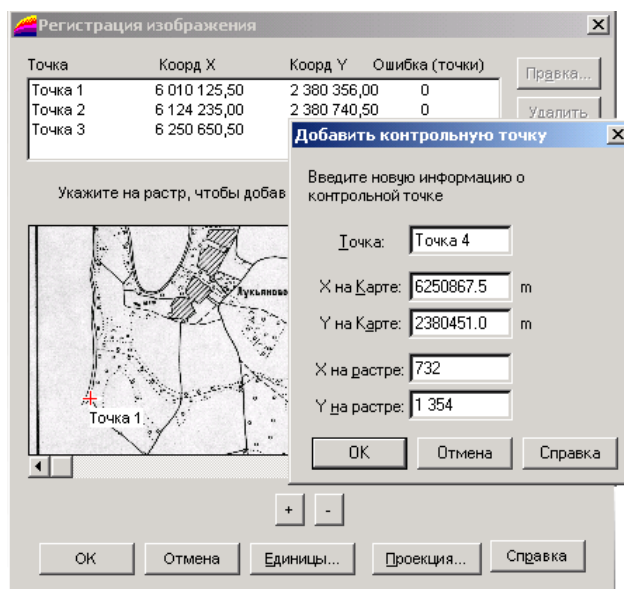 Регистрация изображения
Точка Коорд X Коорд Y Ошибка (точки)
Точка 1 6 010 125,50 2 380 356,00 0
Точка 2 6 124 235,00 2 380 740,50 0
Точка 3 6 250 650,50
Правка...
Удалить
Укажите на растр, чтобы добав
Лукьяново
Точка 1
+ -
OK Отмена Единицы... Проекция... Справка
Добавить контрольную точку
Введите новую информацию о
контрольной точке
Точка: Точка 4
X на Карте: 6250867.5 m
Y на Карте: 2380451.0 m
X на растре: 732
Y на растре: 1 354
OK Отмена Справка